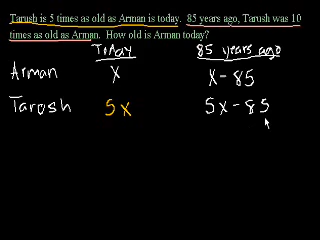 Tarush is 5 times as old as Arman is today. 85 years ago, Tarush was 10
times as old as Arman. How old is Arman today?
Today 85 years ago
Arman x x - 85
Tarush 5x 5x - 85